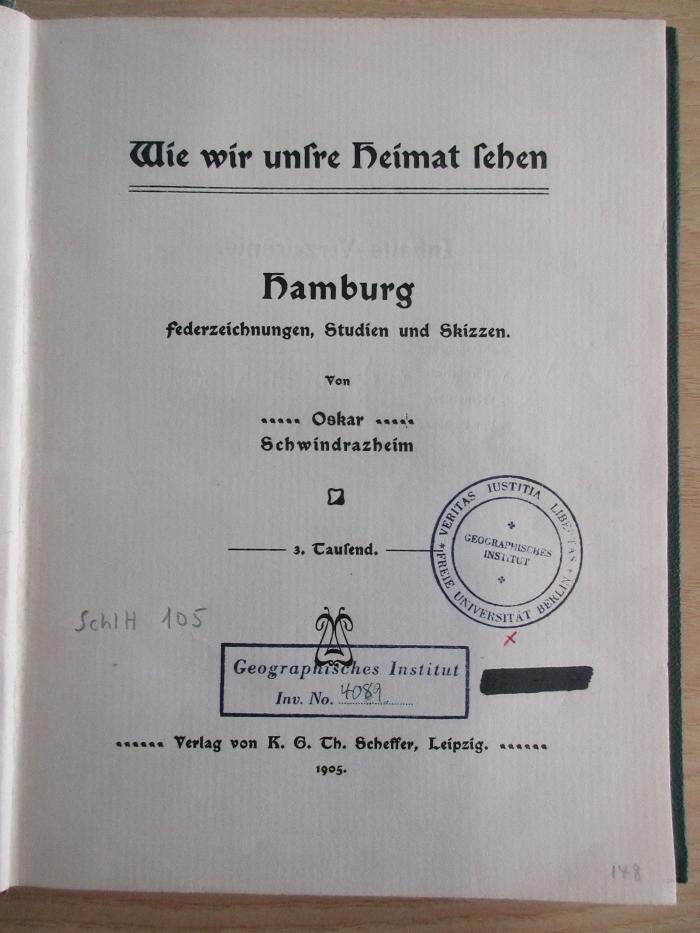 Wie wir unſre Heimat ſehen
Hamburg
Federzeichnungen, Studien und Skizzen.
Von
Oskar
Schwindrazheim
3. Tauſend.
VERITAS IUSTITIA LIBERTAS
GEOGRAPHISCHES
INSTITUT
* FREIE UNIVERSITÄT BERLIN *
SchlH 105
Geographisches Institut
Inv. No. 4089
Verlag von K. G. Th. Scheffer, Leipzig.
1905.
148